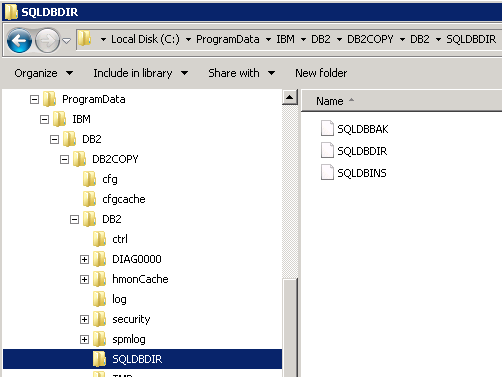 SQLDBDIR
Local Disk (C:) ProgramData IBM DB2 DB2COPY DB2 SQLDBDIR
Organize Include in library Share with New folder
ProgramData
IBM
DB2
DB2COPY
cfg
cfgcache
DB2
ctrl
DIAG0000
hmonCache
log
security
spmlog
SQLDBDIR
TMP
Name
SQLDBBAK
SQLDBDIR
SQLDBINS